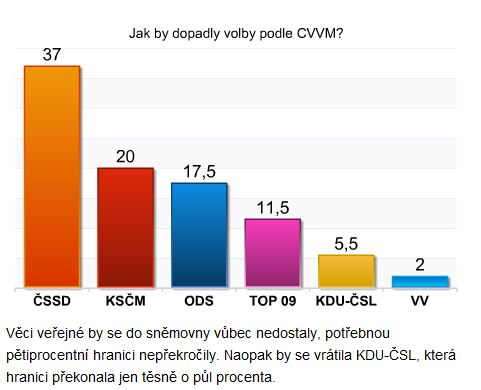 Jak by dopadly volby podle CVVM?
37
20
17,5
11,5
5,5
2
ČSSD KSČM ODS TOP 09 KDU-ČSL VV
Věci veřejné by se do sněmovny vůbec nedostaly, potřebnou
pětiprocentní hranici nepřekročily. Naopak by se vrátila KDU-ČSL, která
hranici překonala jen těsně o půl procenta.